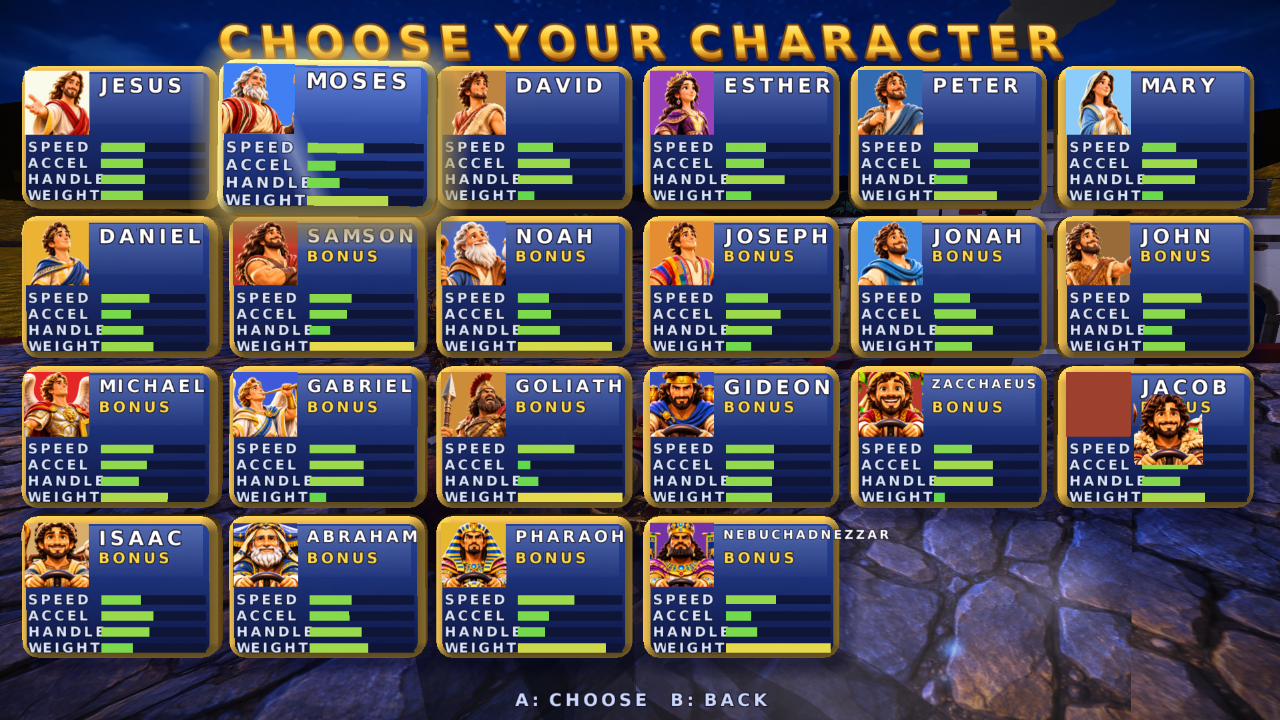 CHOOSE YOUR CHARACTER
JESUS
SPEED
ACCEL
HANDLE
WEIGHT
MOSES
SPEED
ACCEL
HANDLE
WEIGHT
DAVID
SPEED
ACCEL
HANDLE
WEIGHT
ESTHER
SPEED
ACCEL
HANDLE
WEIGHT
PETER
SPEED
ACCEL
HANDLE
WEIGHT
MARY
SPEED
ACCEL
HANDLE
WEIGHT
DANIEL
SPEED
ACCEL
HANDLE
WEIGHT
SAMSON
BONUS
SPEED
ACCEL
HANDLE
WEIGHT
NOAH
BONUS
SPEED
ACCEL
HANDLE
WEIGHT
JOSEPH
BONUS
SPEED
ACCEL
HANDLE
WEIGHT
JONAH
BONUS
SPEED
ACCEL
HANDLE
WEIGHT
JOHN
BONUS
SPEED
ACCEL
HANDLE
WEIGHT
MICHAEL
BONUS
SPEED
ACCEL
HANDLE
WEIGHT
GABRIEL
BONUS
SPEED
ACCEL
HANDLE
WEIGHT
GOLIATH
BONUS
SPEED
ACCEL
HANDLE
WEIGHT
GIDEON
BONUS
SPEED
ACCEL
HANDLE
WEIGHT
ZACCHAEUS
BONUS
SPEED
ACCEL
HANDLE
WEIGHT
JACOB
SPEED
ACCEL
HANDLE
WEIGHT
ISAAC
BONUS
SPEED
ACCEL
HANDLE
WEIGHT
ABRAHAM
BONUS
SPEED
ACCEL
HANDLE
WEIGHT
PHARAOH
BONUS
SPEED
ACCEL
HANDLE
WEIGHT
NEBUCHADNEZZAR
BONUS
SPEED
ACCEL
HANDLE
WEIGHT
A: CHOOSE B: BACK